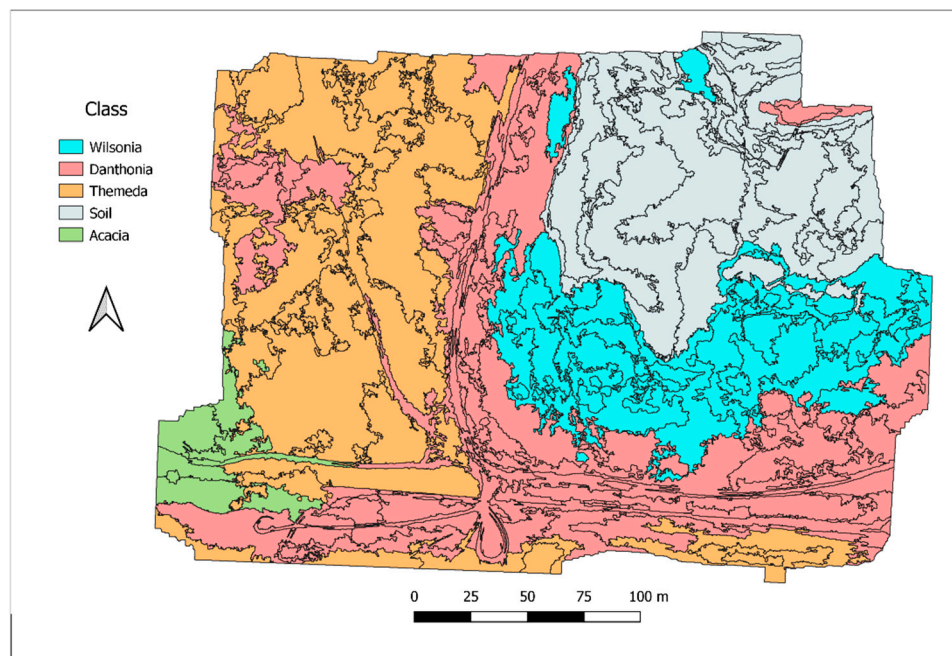 Class
Wilsonia
Danthonia
Themeda
Soil
Acacia
0 25 50 75 100 m